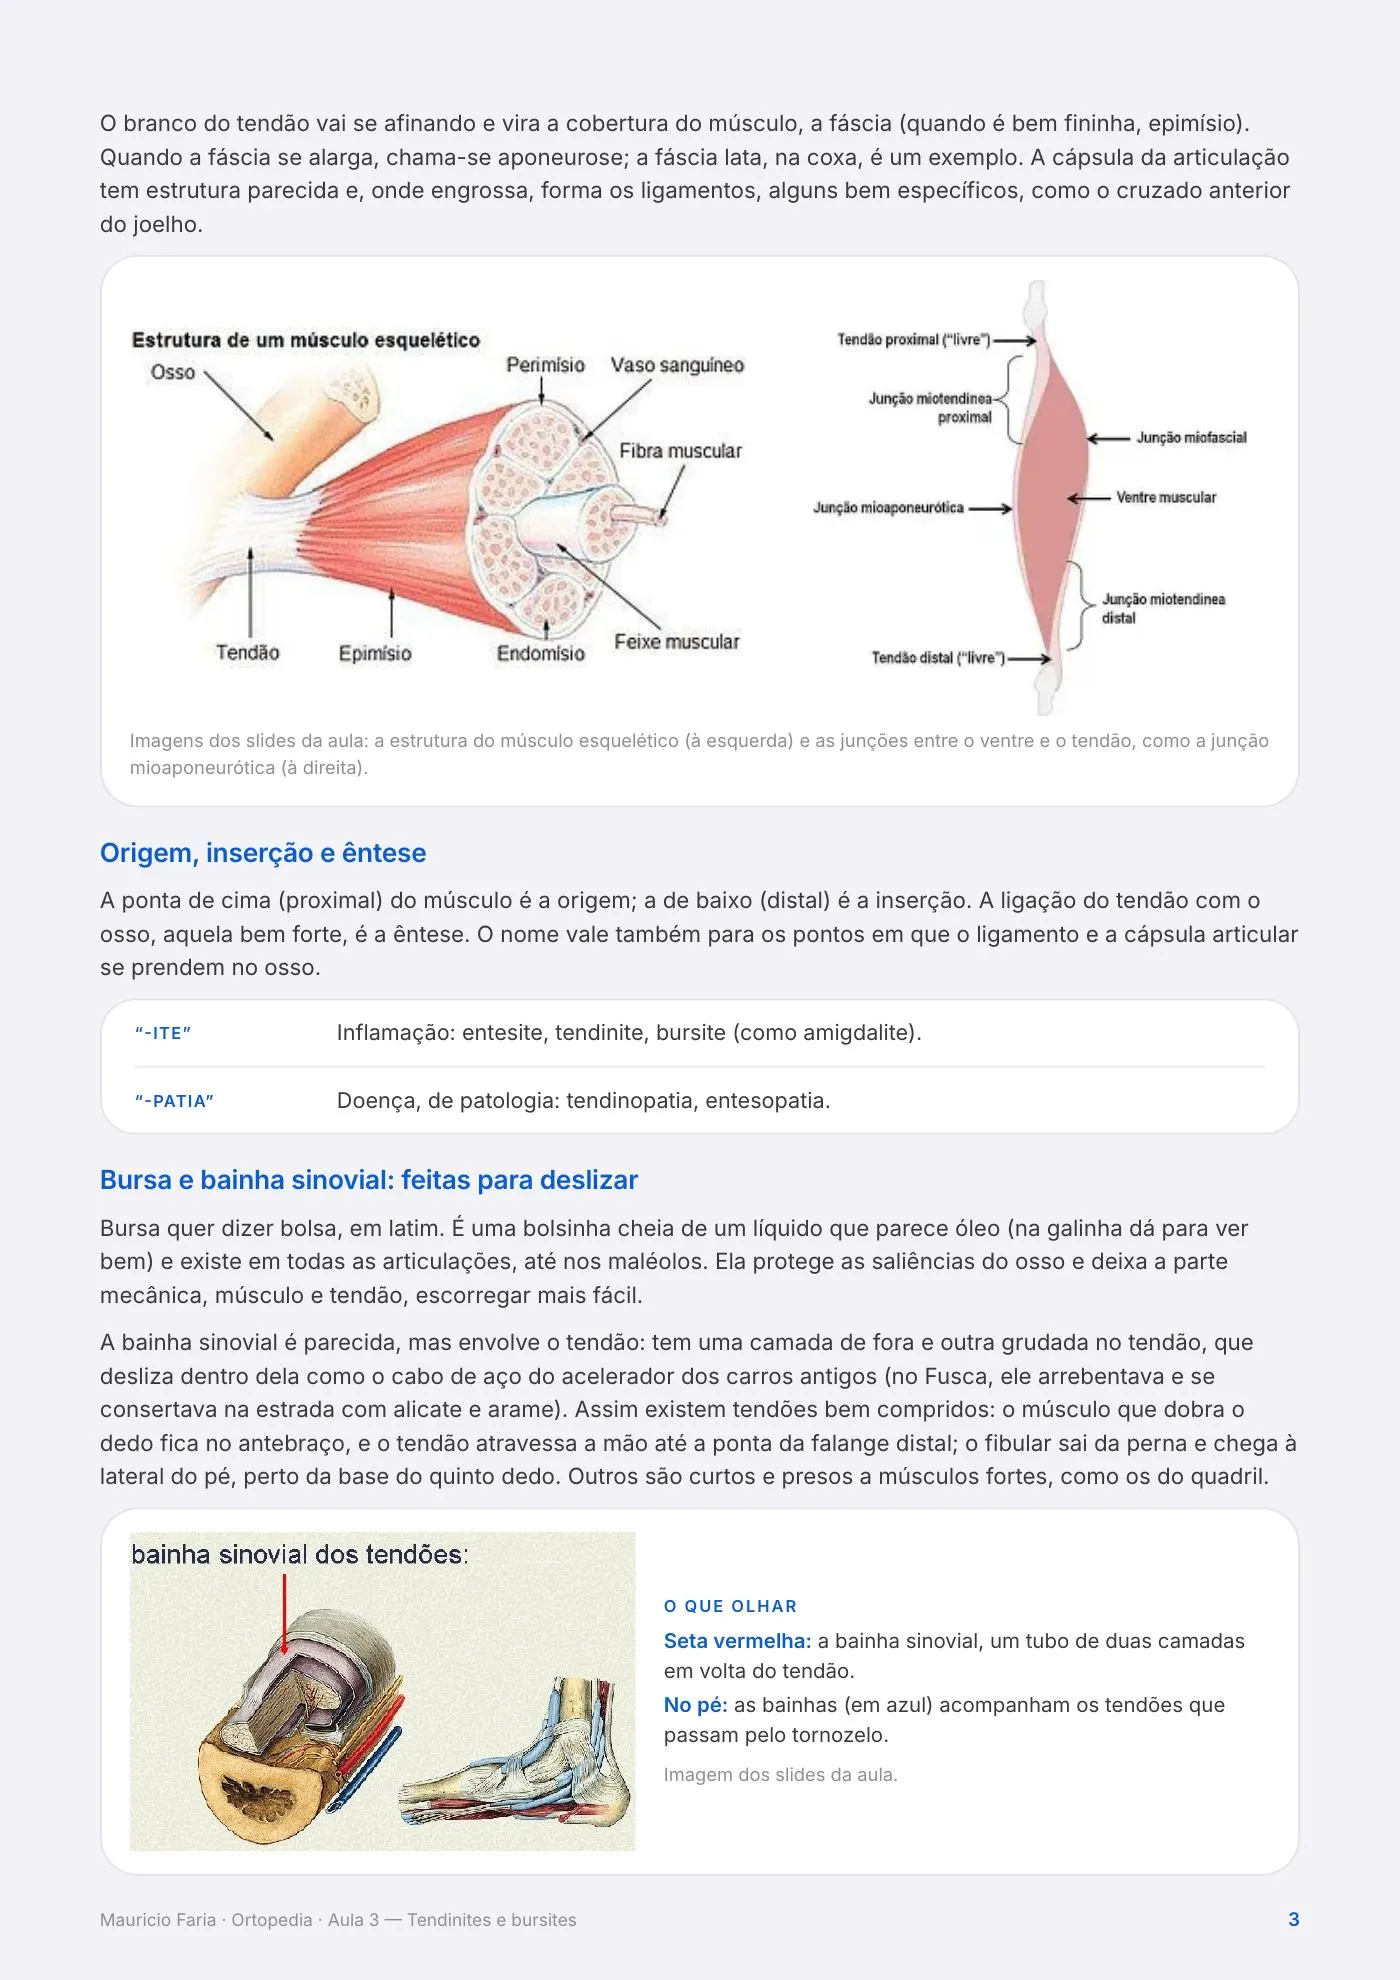 O branco do tendão vai se afinando e vira a cobertura do músculo, a fáscia (quando é bem fininha, epimísio).
Quando a fáscia se alarga, chama-se aponeurose; a fáscia lata, na coxa, é um exemplo. A cápsula da articulação
tem estrutura parecida e, onde engrossa, forma os ligamentos, alguns bem específicos, como o cruzado anterior
do joelho.
Estrutura de um músculo esquelético
Osso
Perimísio
Vaso sanguíneo
Fibra muscular
Tendão
Epimísio
Endomísio
Feixe muscular
Tendão proximal (“livre”)
Junção miotendinea
proximal
Junção miofascial
Ventre muscular
Junção mioaponeurótica
Junção miotendinea
distal
Tendão distal (“livre”)
Imagens dos slides da aula: a estrutura do músculo esquelético (à esquerda) e as junções entre o ventre e o tendão, como a junção
mioaponeurótica (à direita).
Origem, inserção e êntese
A ponta de cima (proximal) do músculo é a origem; a de baixo (distal) é a inserção. A ligação do tendão com o
osso, aquela bem forte, é a êntese. O nome vale também para os pontos em que o ligamento e a cápsula articular
se prendem no osso.
“-ITE” Inflamação: entesite, tendinite, bursite (como amigdalite).
“-PATIA” Doença, de patologia: tendinopatia, entesopatia.
Bursa e bainha sinovial: feitas para deslizar
Bursa quer dizer bolsa, em latim. É uma bolsinha cheia de um líquido que parece óleo (na galinha dá para ver
bem) e existe em todas as articulações, até nos maléolos. Ela protege as saliências do osso e deixa a parte
mecânica, músculo e tendão, escorregar mais fácil.
A bainha sinovial é parecida, mas envolve o tendão: tem uma camada de fora e outra grudada no tendão, que
desliza dentro dela como o cabo de aço do acelerador dos carros antigos (no Fusca, ele arrebentava e se
consertava na estrada com alicate e arame). Assim existem tendões bem compridos: o músculo que dobra o
dedo fica no antebraço, e o tendão atravessa a mão até a ponta da falange distal; o fibular sai da perna e chega à
lateral do pé, perto da base do quinto dedo. Outros são curtos e presos a músculos fortes, como os do quadril.
bainha sinovial dos tendões:
O QUE OLHAR
Seta vermelha: a bainha sinovial, um tubo de duas camadas
em volta do tendão.
No pé: as bainhas (em azul) acompanham os tendões que
passam pelo tornozelo.
Imagem dos slides da aula.
Mauricio Faria · Ortopedia · Aula 3 — Tendinites e bursites
3